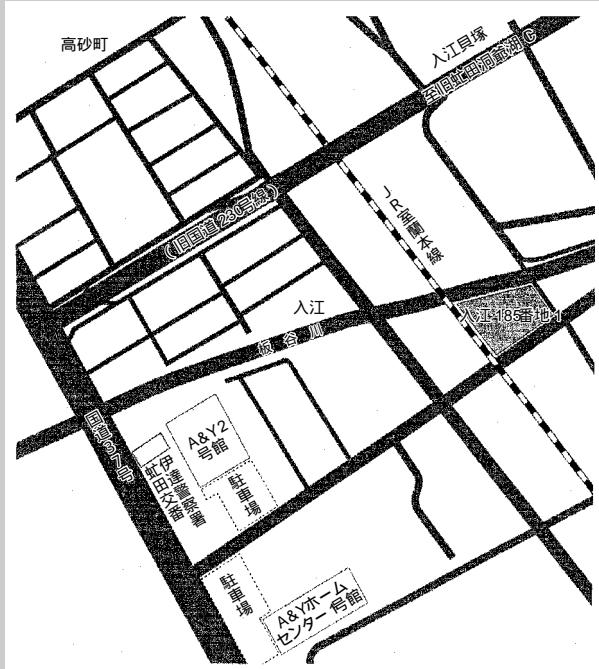 高砂町
入江貝塚
至旧虻田洞爺湖C
JR室蘭本線
(旧国道230号線)
入江
入江185番地1
板谷川
国道37号
A&Y2
号館
伊達警察署
虻田交番
駐車場
駐車場
A&Yホーム
センター1号館